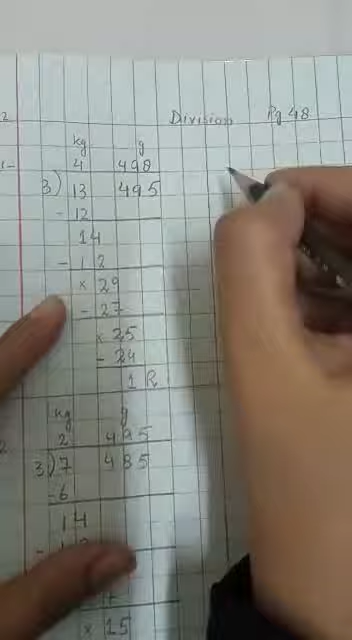 Division Pg 48
kg g
4 498
3) 13 495
- 12
14
- 12
× 29
- 27
× 25
- 24
1 R
kg g
2 495
3) 7 485
- 6
14
× 15